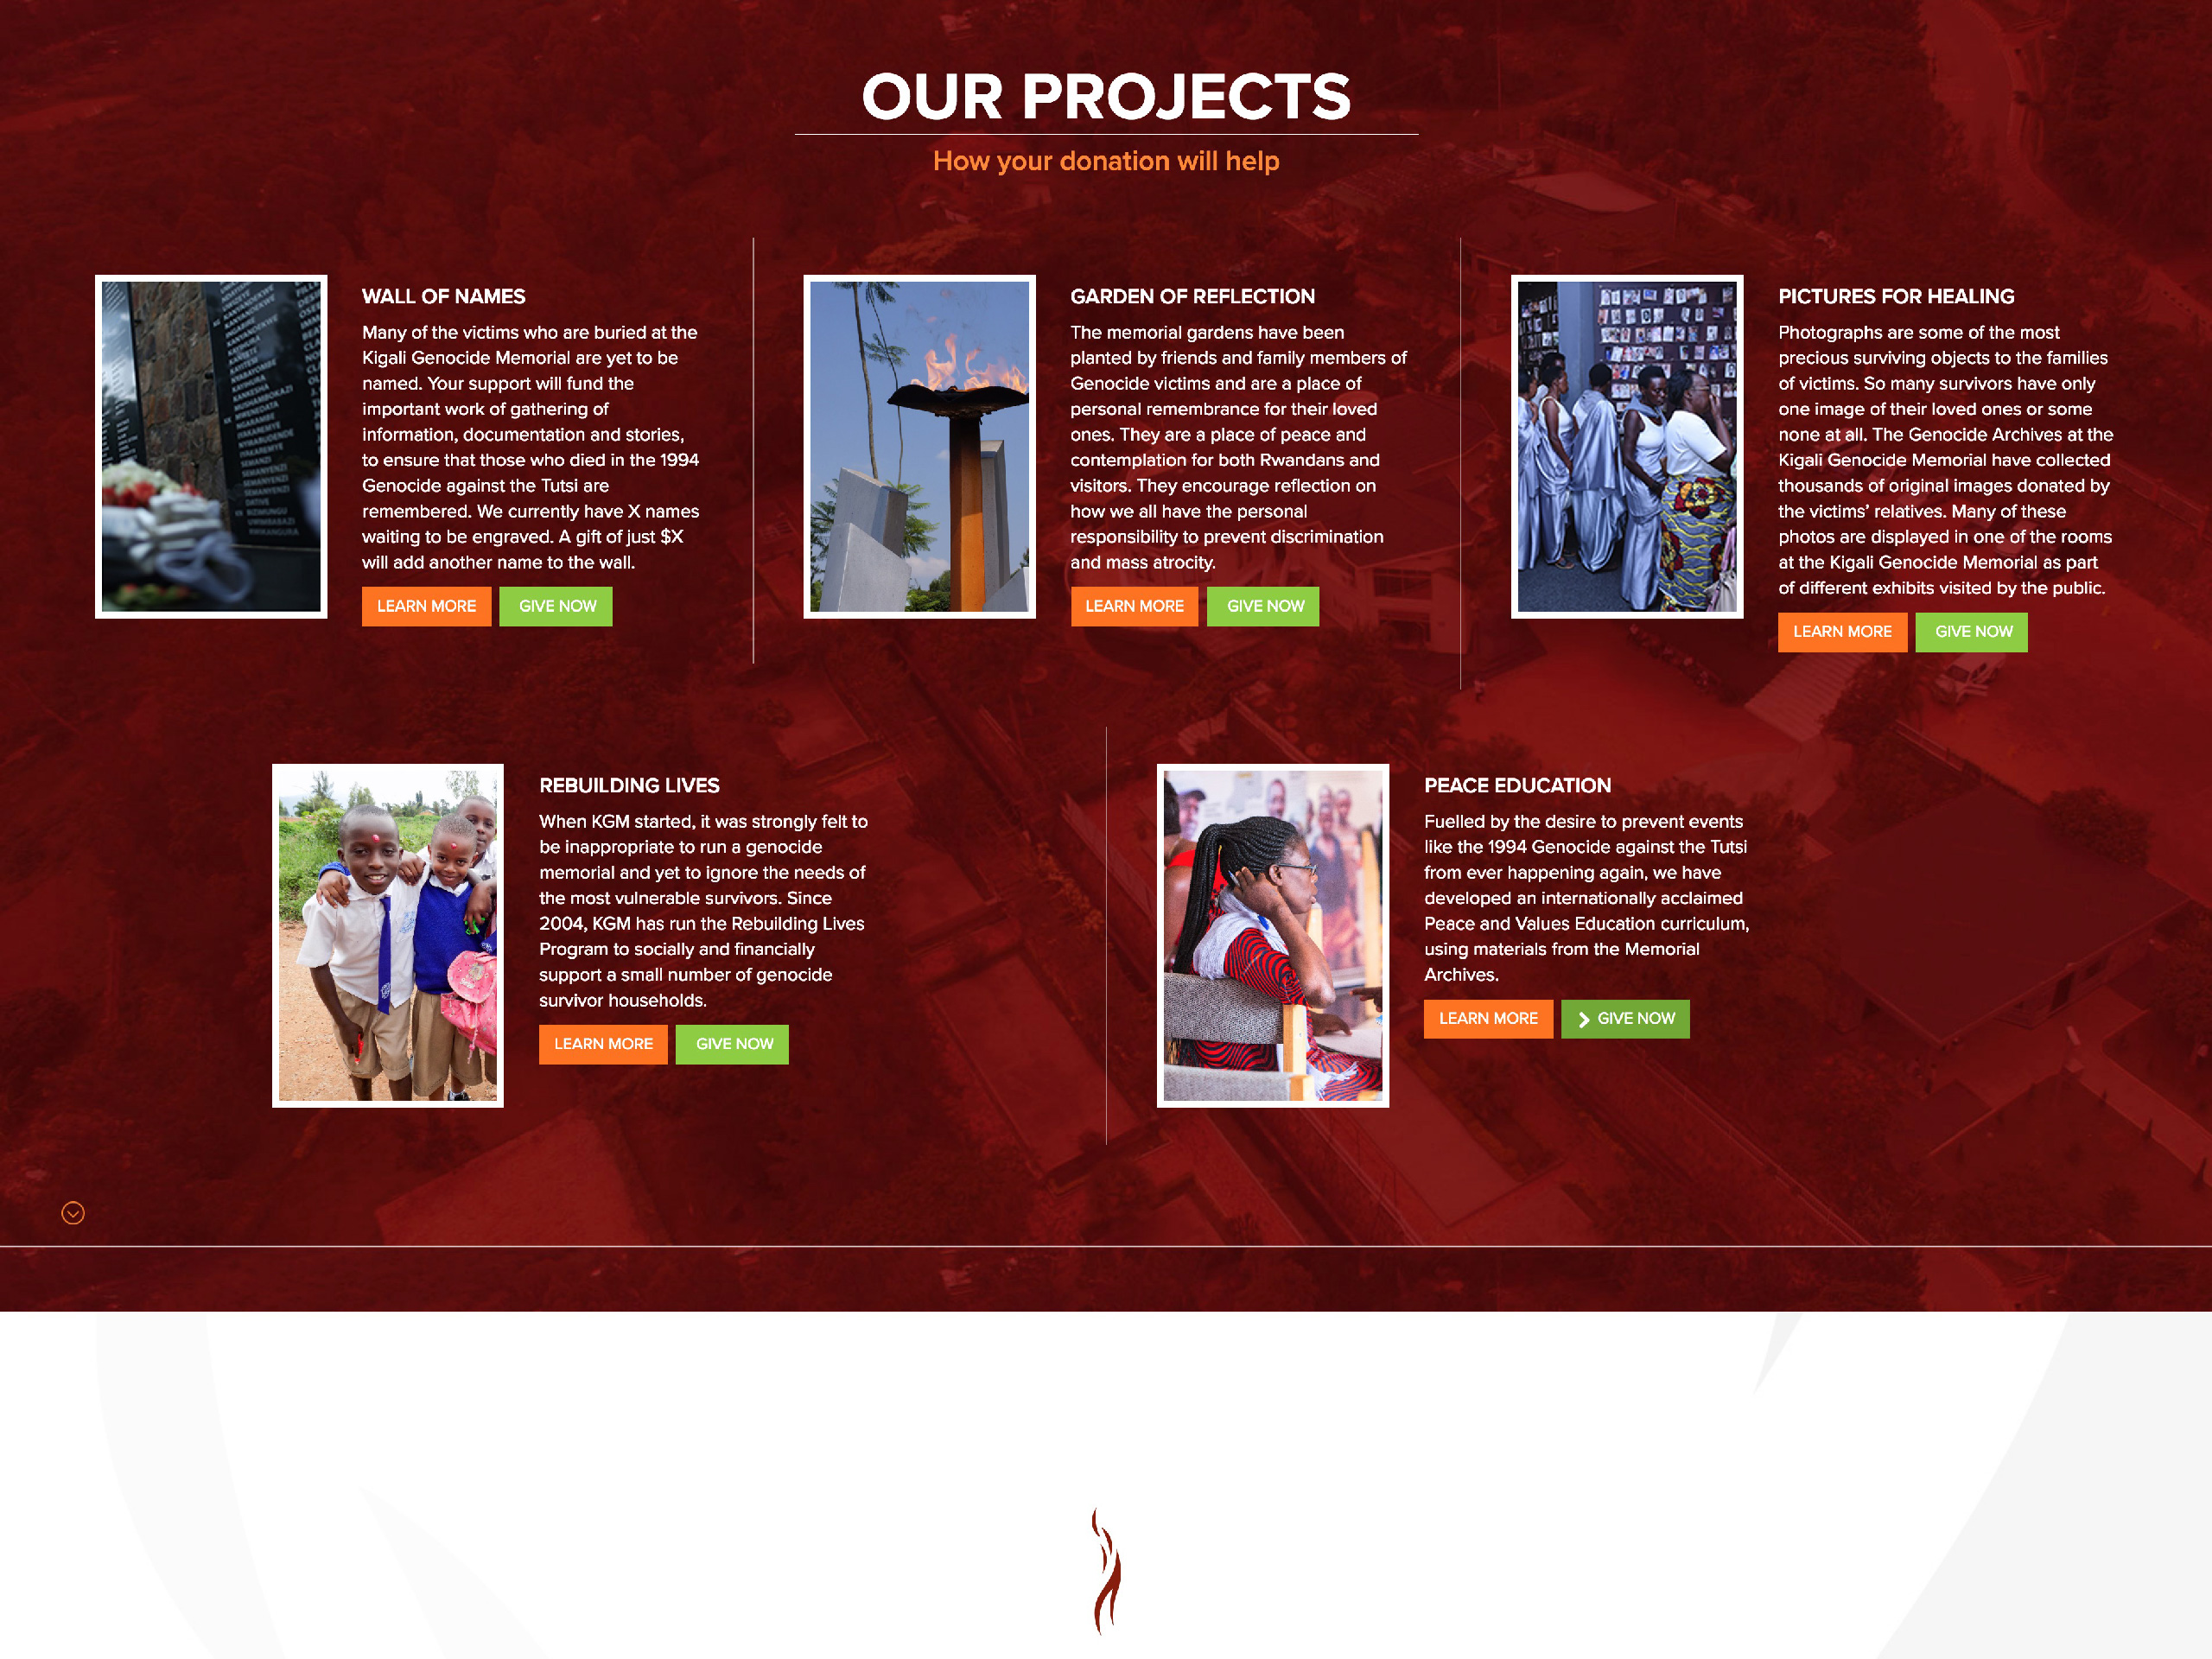 OUR PROJECTS
How your donation will help
WALL OF NAMES
Many of the victims who are buried at the
Kigali Genocide Memorial are yet to be
named. Your support will fund the
important work of gathering of
information, documentation and stories,
to ensure that those who died in the 1994
Genocide against the Tutsi are
remembered. We currently have X names
waiting to be engraved. A gift of just $X
will add another name to the wall.
LEARN MORE GIVE NOW
GARDEN OF REFLECTION
The memorial gardens have been
planted by friends and family members of
Genocide victims and are a place of
personal remembrance for their loved
ones. They are a place of peace and
contemplation for both Rwandans and
visitors. They encourage reflection on
how we all have the personal
responsibility to prevent discrimination
and mass atrocity.
LEARN MORE GIVE NOW
PICTURES FOR HEALING
Photographs are some of the most
precious surviving objects to the families
of victims. So many survivors have only
one image of their loved ones or some
none at all. The Genocide Archives at the
Kigali Genocide Memorial have collected
thousands of original images donated by
the victims’ relatives. Many of these
photos are displayed in one of the rooms
at the Kigali Genocide Memorial as part
of different exhibits visited by the public.
LEARN MORE GIVE NOW
REBUILDING LIVES
When KGM started, it was strongly felt to
be inappropriate to run a genocide
memorial and yet to ignore the needs of
the most vulnerable survivors. Since
2004, KGM has run the Rebuilding Lives
Program to socially and financially
support a small number of genocide
survivor households.
LEARN MORE GIVE NOW
PEACE EDUCATION
Fuelled by the desire to prevent events
like the 1994 Genocide against the Tutsi
from ever happening again, we have
developed an internationally acclaimed
Peace and Values Education curriculum,
using materials from the Memorial
Archives.
LEARN MORE GIVE NOW